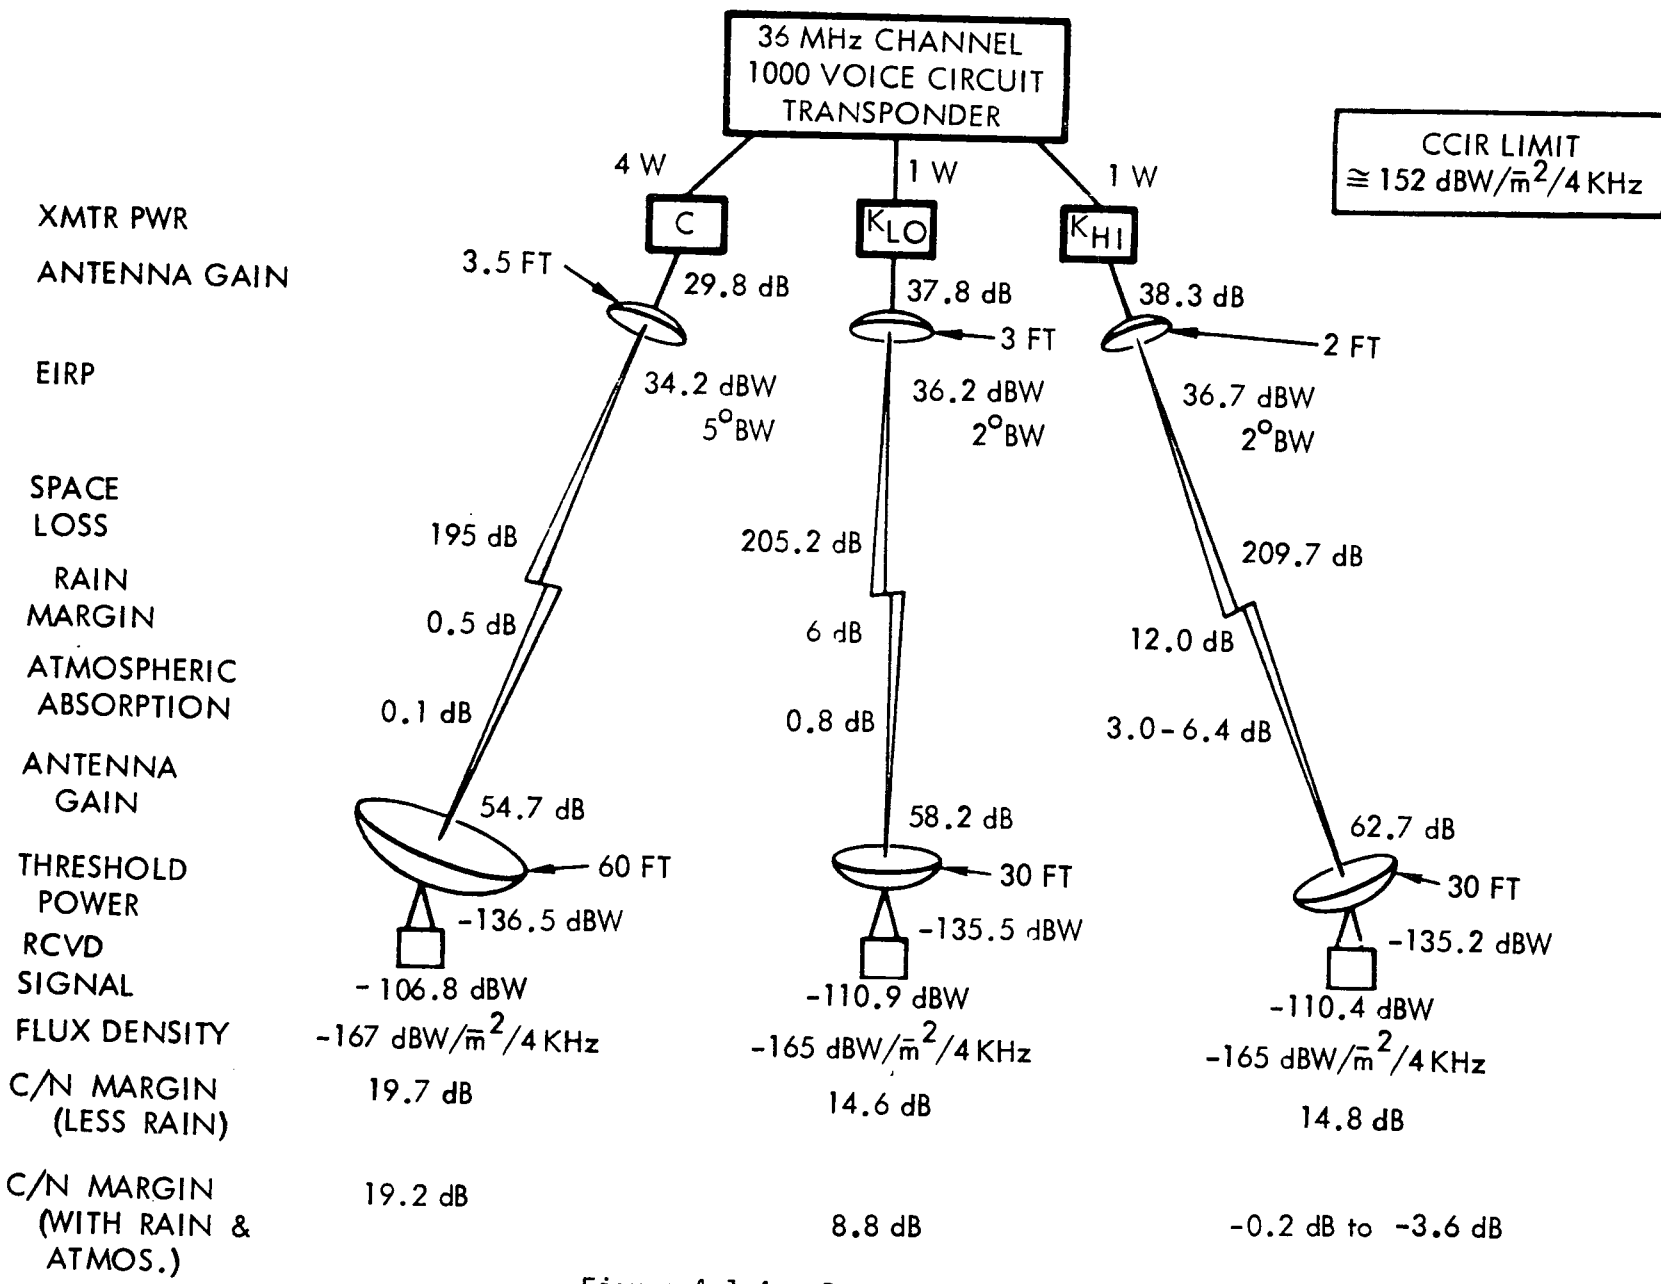 36 MHz CHANNEL
1000 VOICE CIRCUIT
TRANSPONDER
CCIR LIMIT
≅ 152 dBW/m̅²/4 KHz
4 W
1 W
1 W
XMTR PWR
C
K_LO
K_HI
ANTENNA GAIN
3.5 FT
29.8 dB
37.8 dB
38.3 dB
3 FT
2 FT
EIRP
34.2 dBW
5°BW
36.2 dBW
2°BW
36.7 dBW
2°BW
SPACE
LOSS
195 dB
205.2 dB
209.7 dB
RAIN
MARGIN
0.5 dB
6 dB
12.0 dB
ATMOSPHERIC
ABSORPTION
0.1 dB
0.8 dB
3.0-6.4 dB
ANTENNA
GAIN
54.7 dB
58.2 dB
62.7 dB
60 FT
30 FT
30 FT
THRESHOLD
POWER
-136.5 dBW
-135.5 dBW
-135.2 dBW
RCVD
SIGNAL
-106.8 dBW
-110.9 dBW
-110.4 dBW
FLUX DENSITY
-167 dBW/m̅²/4 KHz
-165 dBW/m̅²/4 KHz
-165 dBW/m̅²/4 KHz
C/N MARGIN
(LESS RAIN)
19.7 dB
14.6 dB
14.8 dB
C/N MARGIN
(WITH RAIN &
ATMOS.)
19.2 dB
8.8 dB
-0.2 dB to -3.6 dB